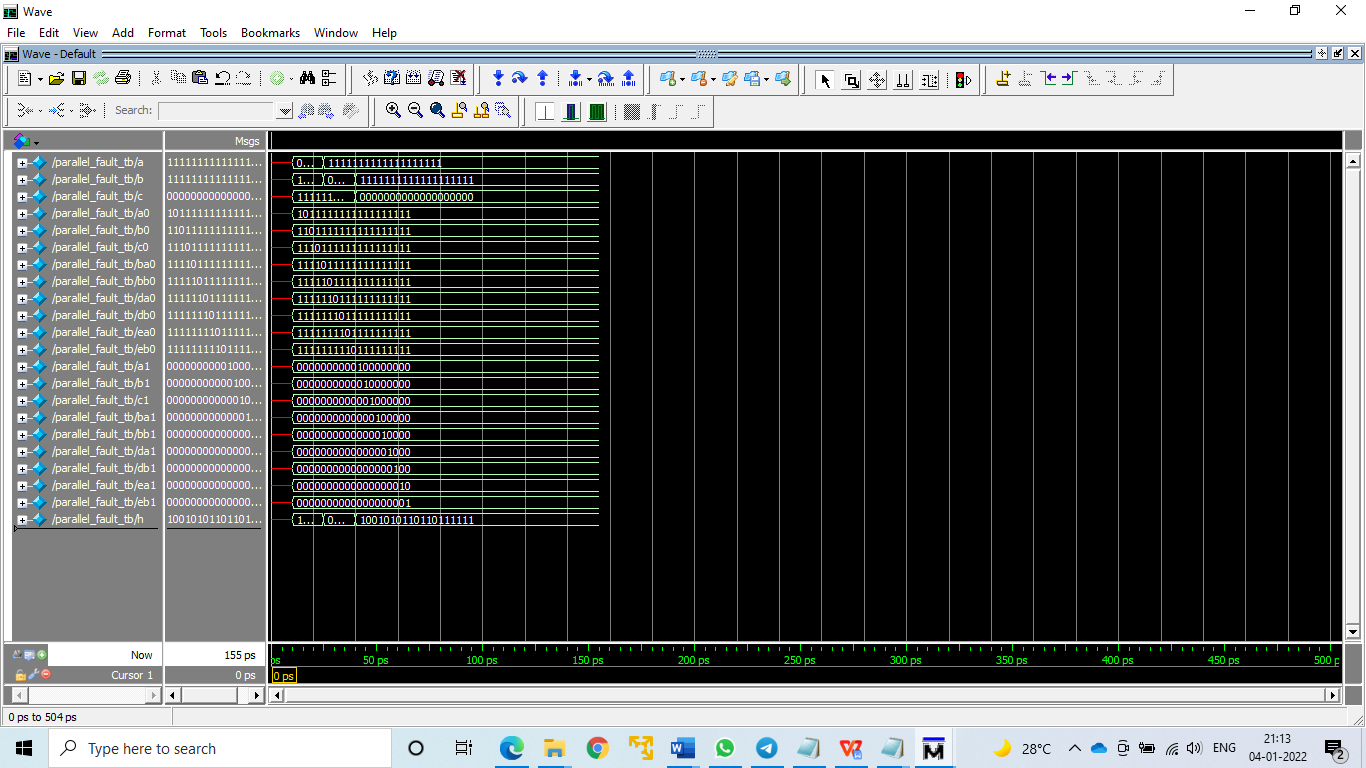 Wave
File Edit View Add Format Tools Bookmarks Window Help
Wave - Default
Search:
Msgs
/parallel_fault_tb/a 11111111111111... 0... 1111111111111111111
/parallel_fault_tb/b 11111111111111... 1... 0... 1111111111111111111
/parallel_fault_tb/c 00000000000000... 111111... 0000000000000000000
/parallel_fault_tb/a0 10111111111111... 1011111111111111111
/parallel_fault_tb/b0 11011111111111... 1101111111111111111
/parallel_fault_tb/c0 11101111111111... 1110111111111111111
/parallel_fault_tb/ba0 11110111111111... 1111011111111111111
/parallel_fault_tb/bb0 11111011111111... 1111101111111111111
/parallel_fault_tb/da0 11111101111111... 1111110111111111111
/parallel_fault_tb/db0 11111110111111... 1111111011111111111
/parallel_fault_tb/ea0 11111111011111... 1111111101111111111
/parallel_fault_tb/eb0 11111111101111... 1111111110111111111
/parallel_fault_tb/a1 00000000001000... 0000000000100000000
/parallel_fault_tb/b1 00000000000100... 0000000000010000000
/parallel_fault_tb/c1 00000000000010... 0000000000001000000
/parallel_fault_tb/ba1 00000000000001... 0000000000000100000
/parallel_fault_tb/bb1 00000000000000... 0000000000000010000
/parallel_fault_tb/da1 00000000000000... 0000000000000001000
/parallel_fault_tb/db1 00000000000000... 0000000000000000100
/parallel_fault_tb/ea1 00000000000000... 0000000000000000010
/parallel_fault_tb/eb1 00000000000000... 0000000000000000001
/parallel_fault_tb/h 10010101101101... 1... 0... 1001010110110111111
Now 155 ps ps 50 ps 100 ps 150 ps 200 ps 250 ps 300 ps 350 ps 400 ps 450 ps 500 p
Cursor 1 0 ps 0 ps
0 ps to 504 ps
Type here to search 28°C ENG 21:13
04-01-2022 2